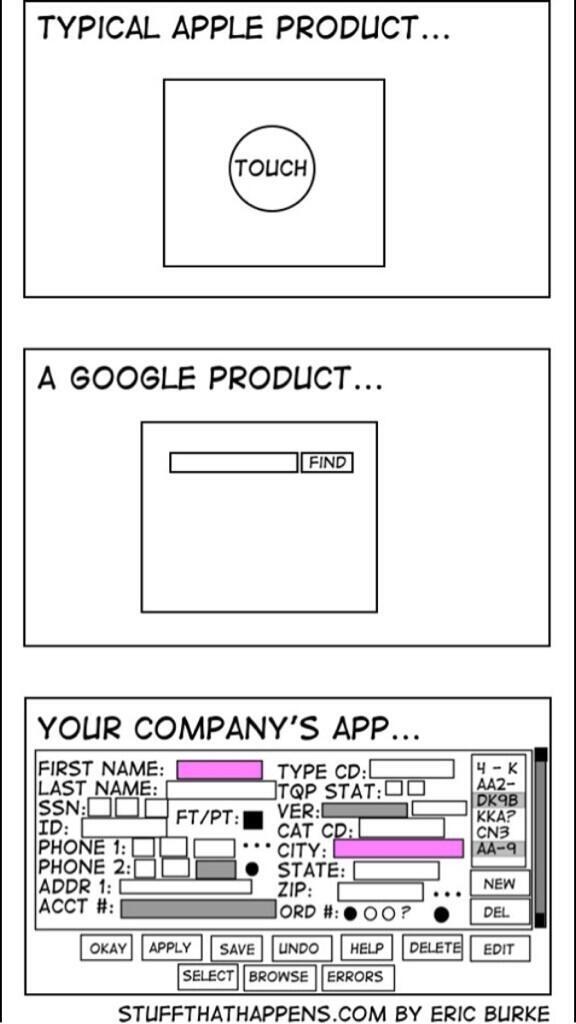 TYPICAL APPLE PRODUCT...
TOUCH
A GOOGLE PRODUCT...
FIND
YOUR COMPANY'S APP...
FIRST NAME:
LAST NAME:
SSN:
ID:
FT/PT:
PHONE 1:
PHONE 2:
ADDR 1:
ACCT #:
TYPE CD:
TQP STAT:
VER:
CAT CD:
CITY:
STATE:
ZIP:
ORD #: ?
4 - K
AA2-
DK9B
KKA?
CN3
AA-9
NEW
DEL
OKAY APPLY SAVE UNDO HELP DELETE EDIT
SELECT BROWSE ERRORS
STUFFTHATHAPPENS.COM BY ERIC BURKE